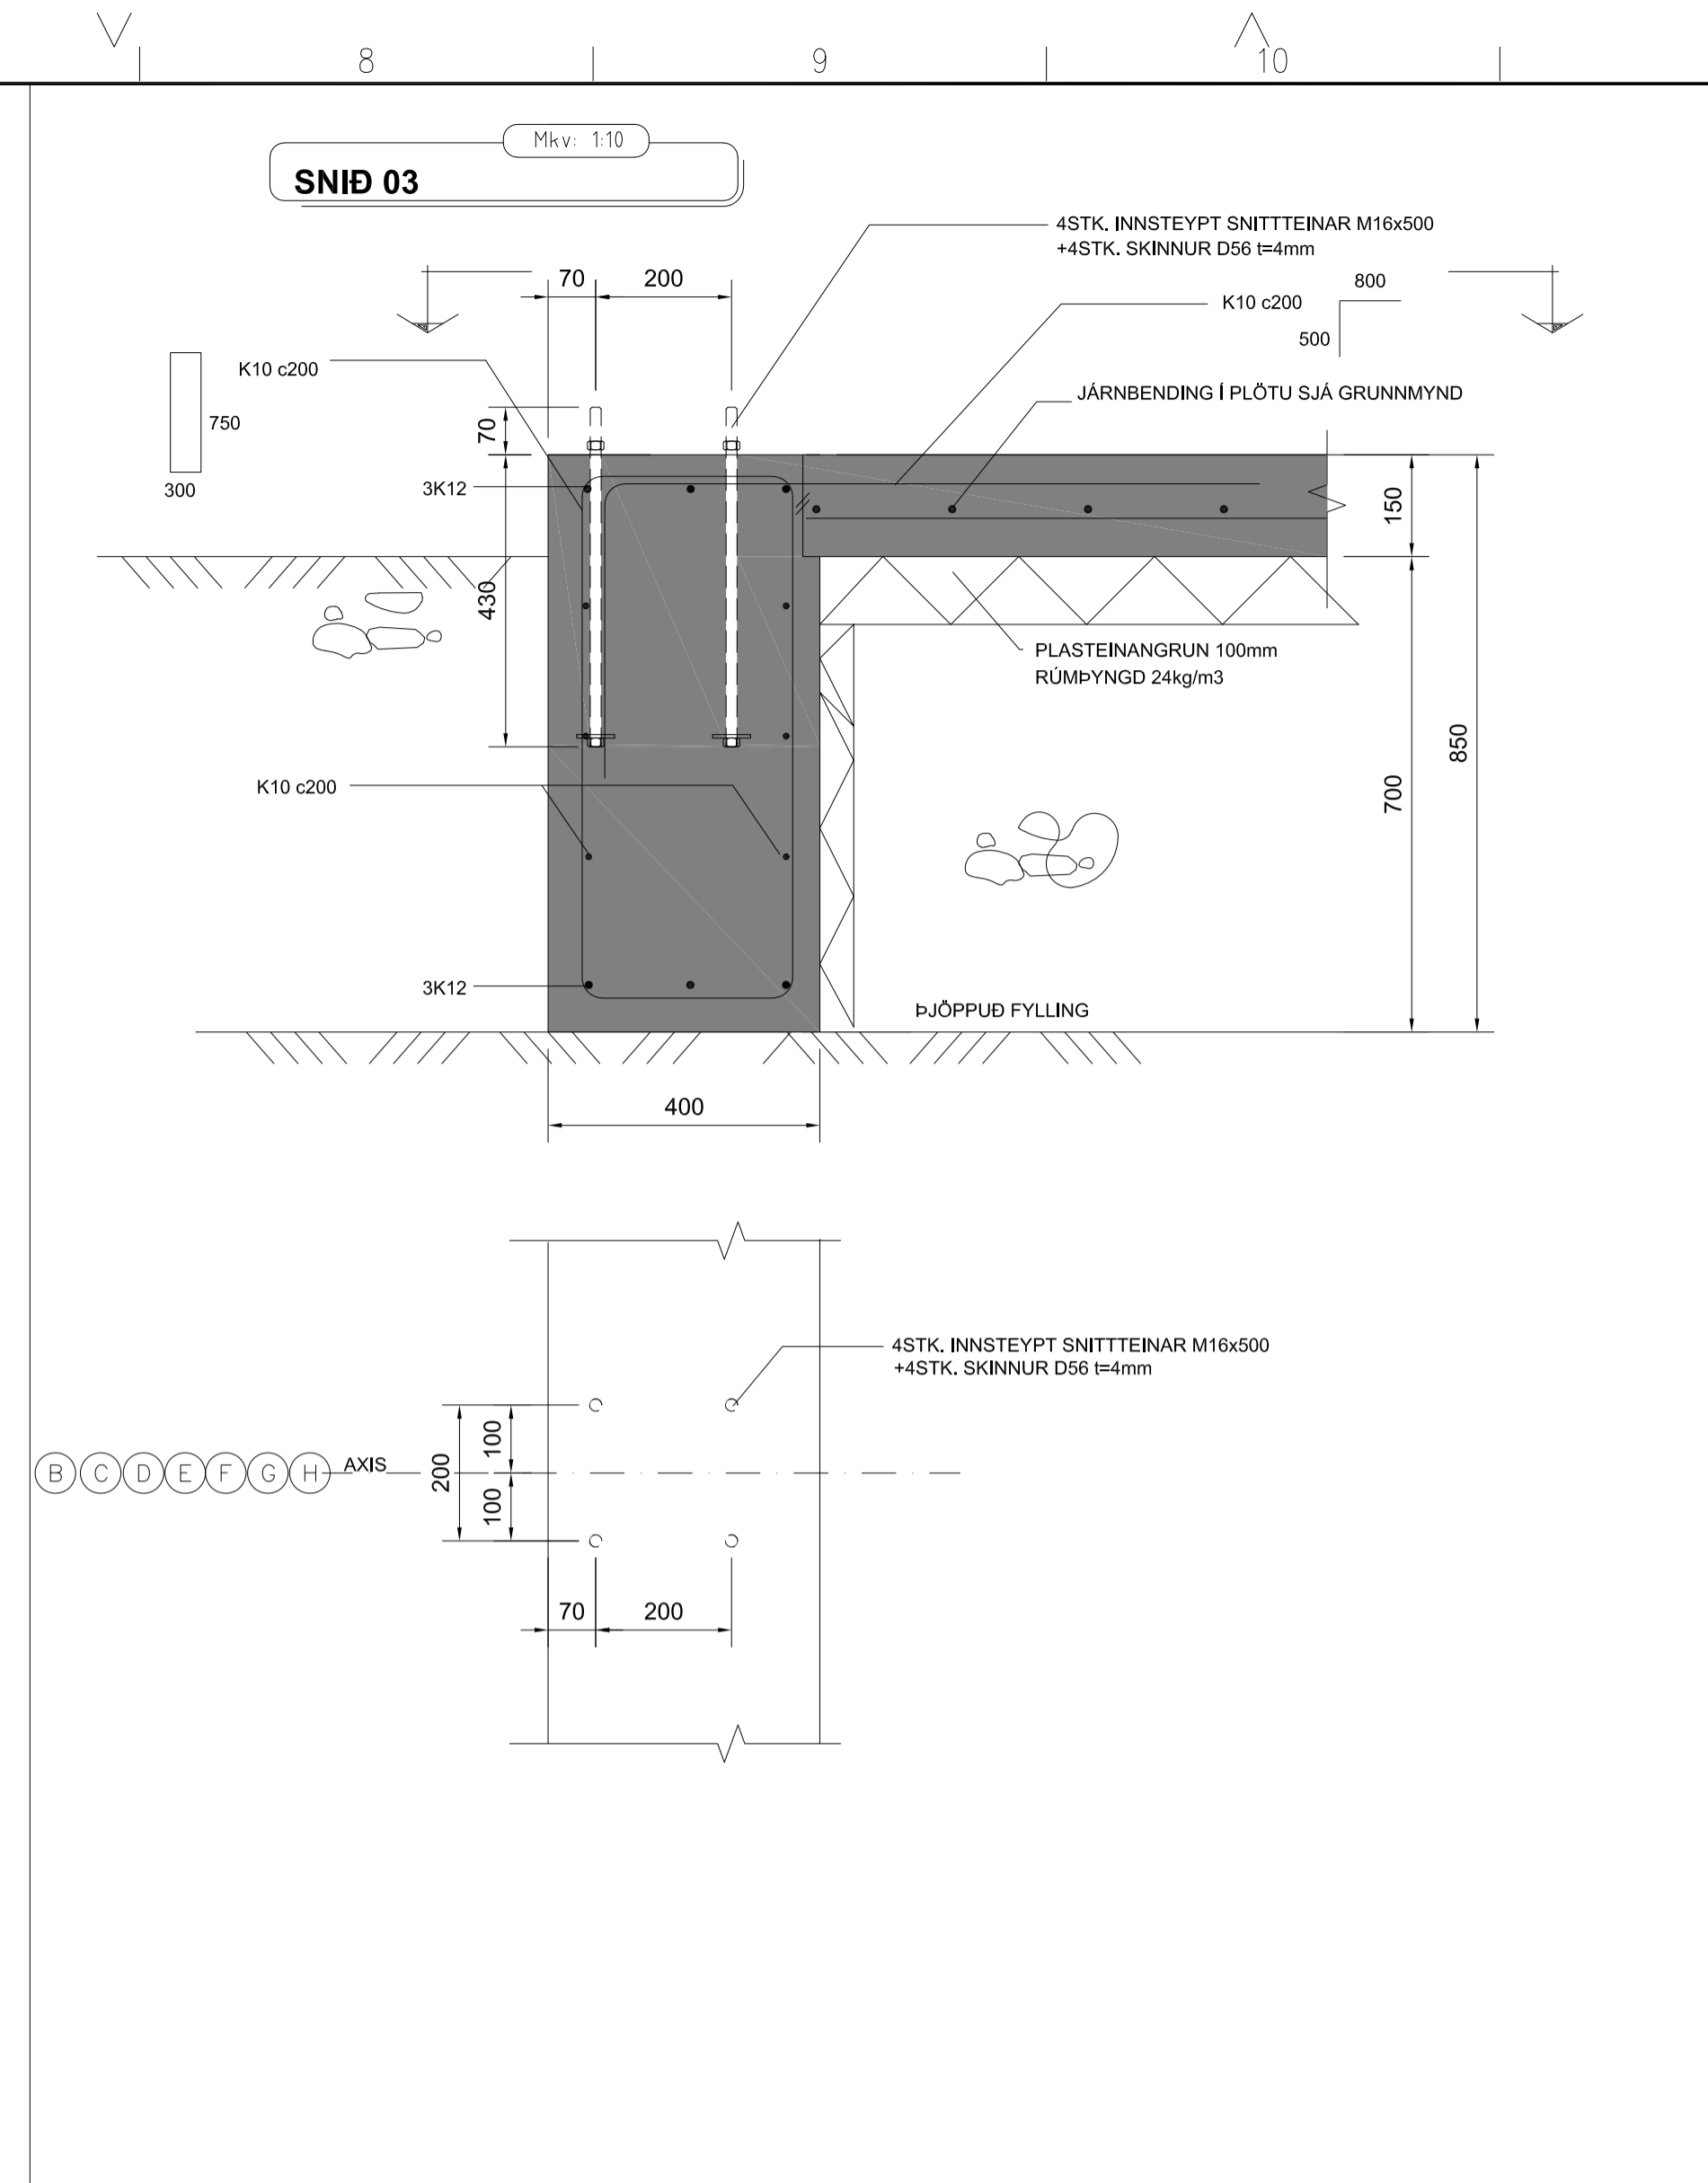 8
9
10
Mkv: 1:10
SNIÐ 03
4STK. INNSTEYPT SNITTTEINAR M16x500
+4STK. SKINNUR D56 t=4mm
70
200
800
K10 c200
500
K10 c200
750
300
JÁRNBENDING Í PLÖTU SJÁ GRUNNMYND
70
3K12
150
430
PLASTEINANGRUN 100mm
RÚMÞYNGD 24kg/m3
850
700
K10 c200
3K12
ÞJÖPPUÐ FYLLING
400
4STK. INNSTEYPT SNITTTEINAR M16x500
+4STK. SKINNUR D56 t=4mm
100
200
B C D E F G H AXIS
100
70
200